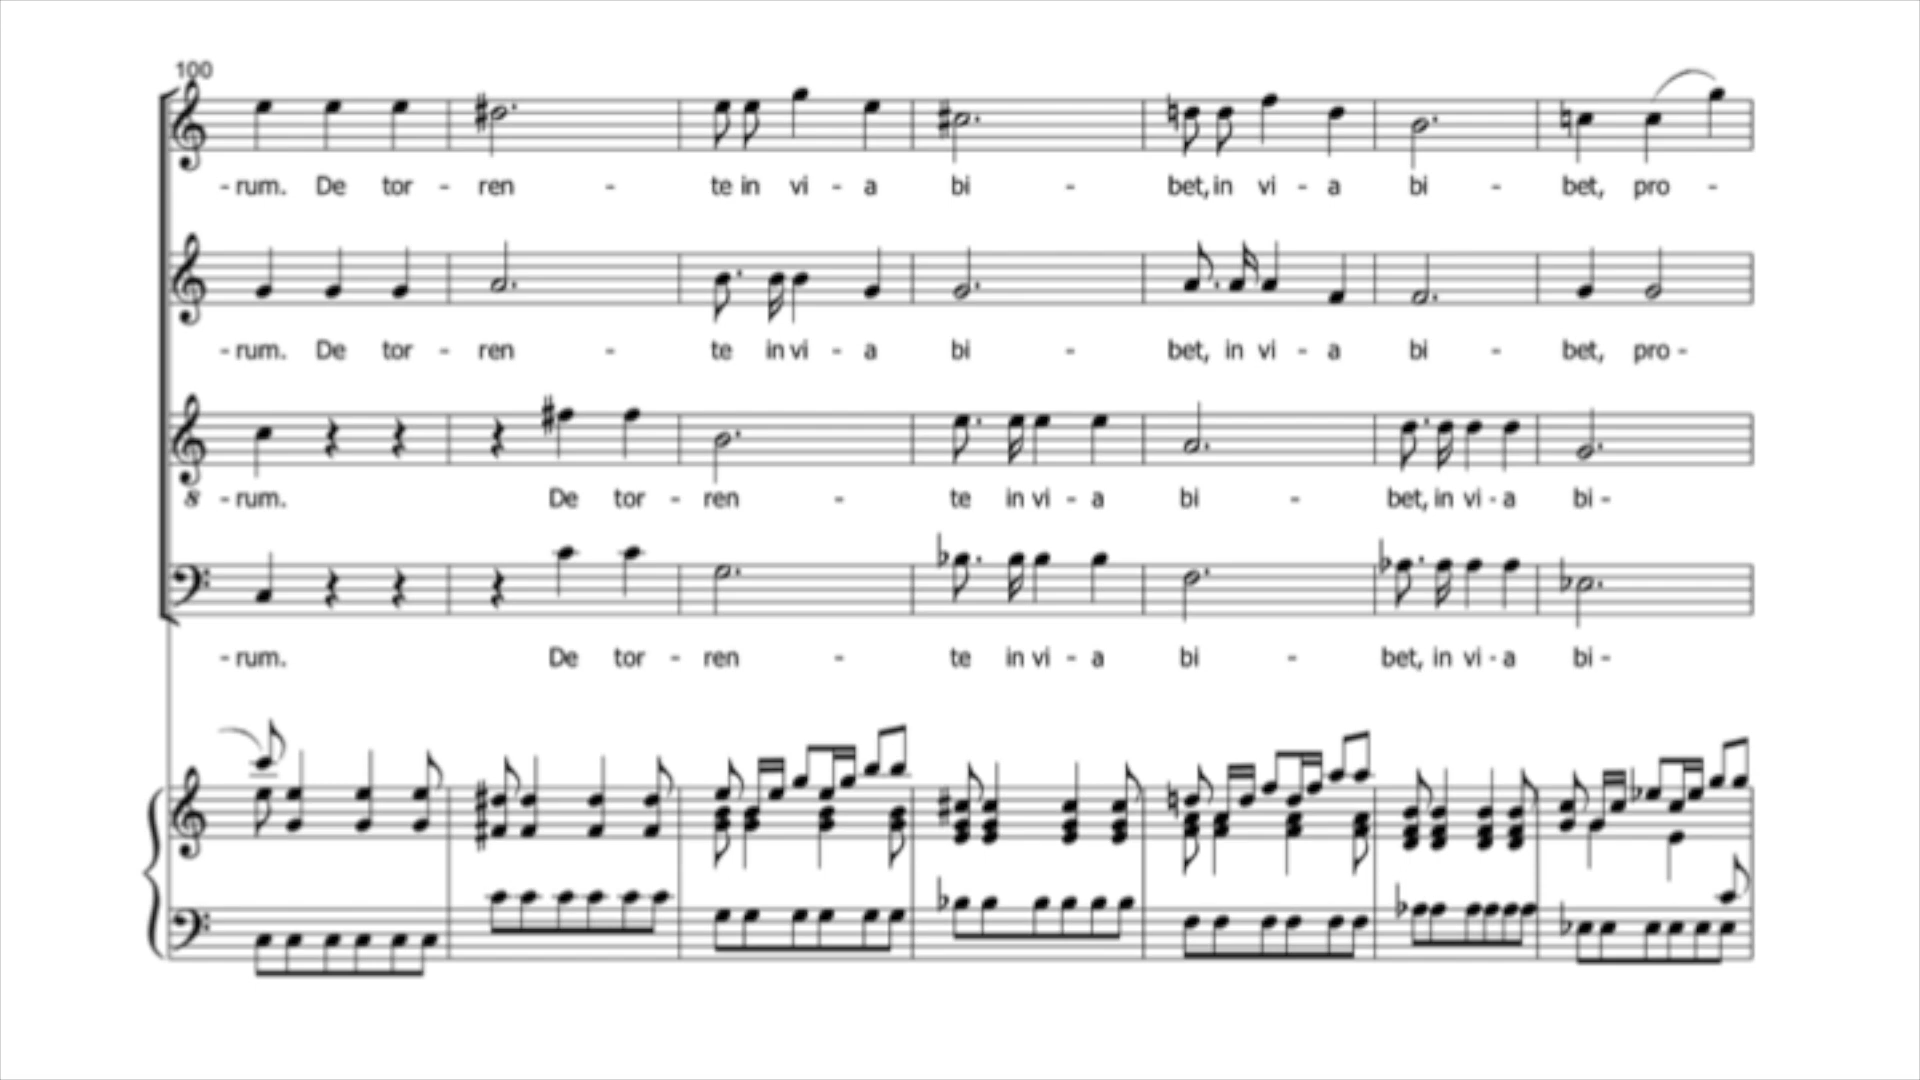 100
-rum. De tor - ren - te in vi - a bi - bet, in vi - a bi - bet, pro -
-rum. De tor - ren - te in vi - a bi - bet, in vi - a bi - bet, pro -
8 -rum. De tor - ren - te in vi - a bi - bet, in vi - a bi -
-rum. De tor - ren - te in vi - a bi - bet, in vi - a bi -